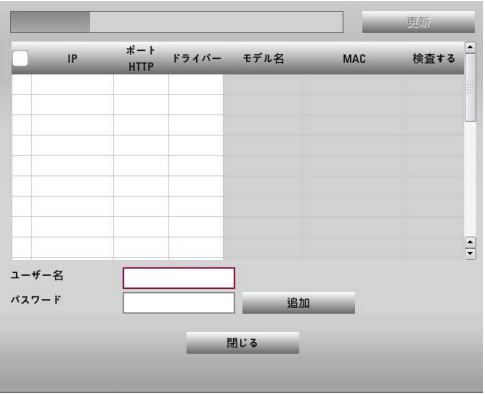 更新
IP
ポート
HTTP
ドライバー
モデル名
MAC
検査する
ユーザー名
パスワード
追加
閉じる